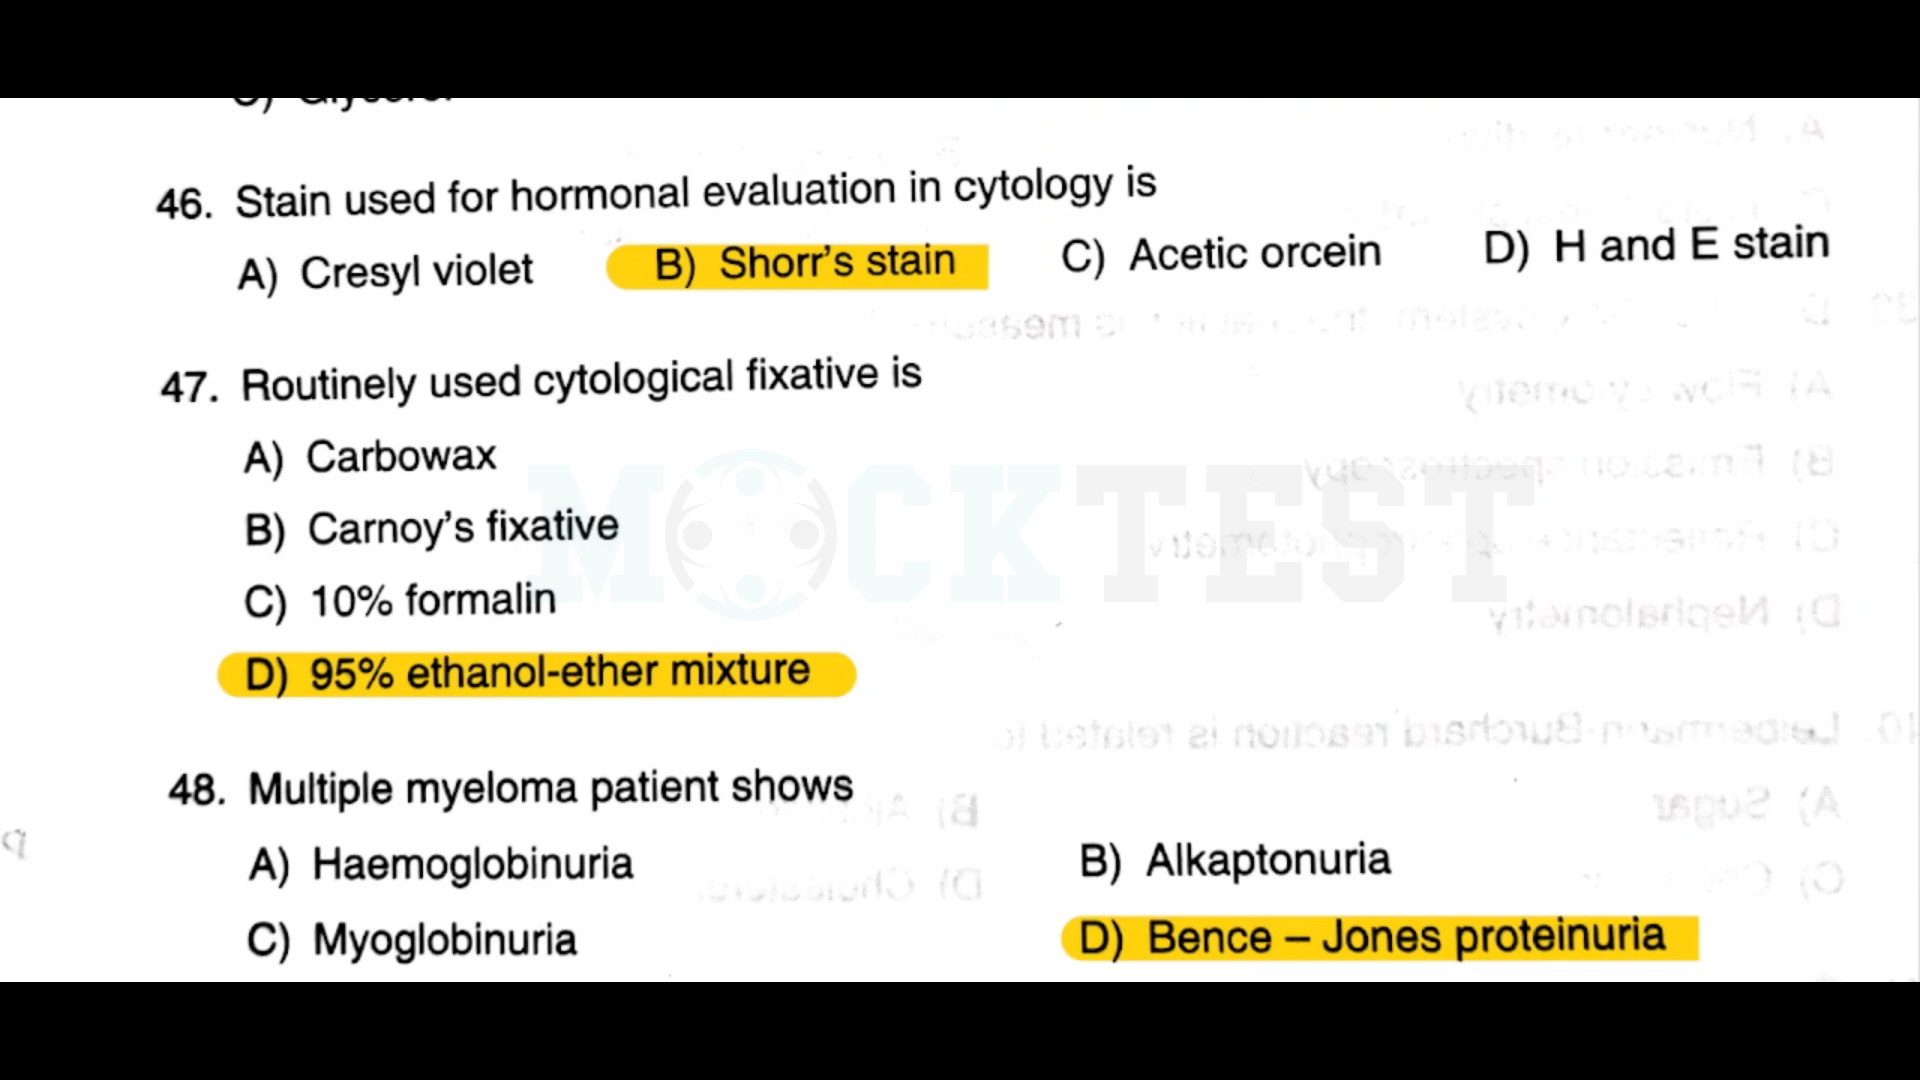 46. Stain used for hormonal evaluation in cytology is
A) Cresyl violet B) Shorr's stain C) Acetic orcein D) H and E stain
47. Routinely used cytological fixative is
A) Carbowax
B) Carnoy's fixative
C) 10% formalin
D) 95% ethanol-ether mixture
MOCKTEST
48. Multiple myeloma patient shows
A) Haemoglobinuria B) Alkaptonuria
C) Myoglobinuria D) Bence – Jones proteinuria